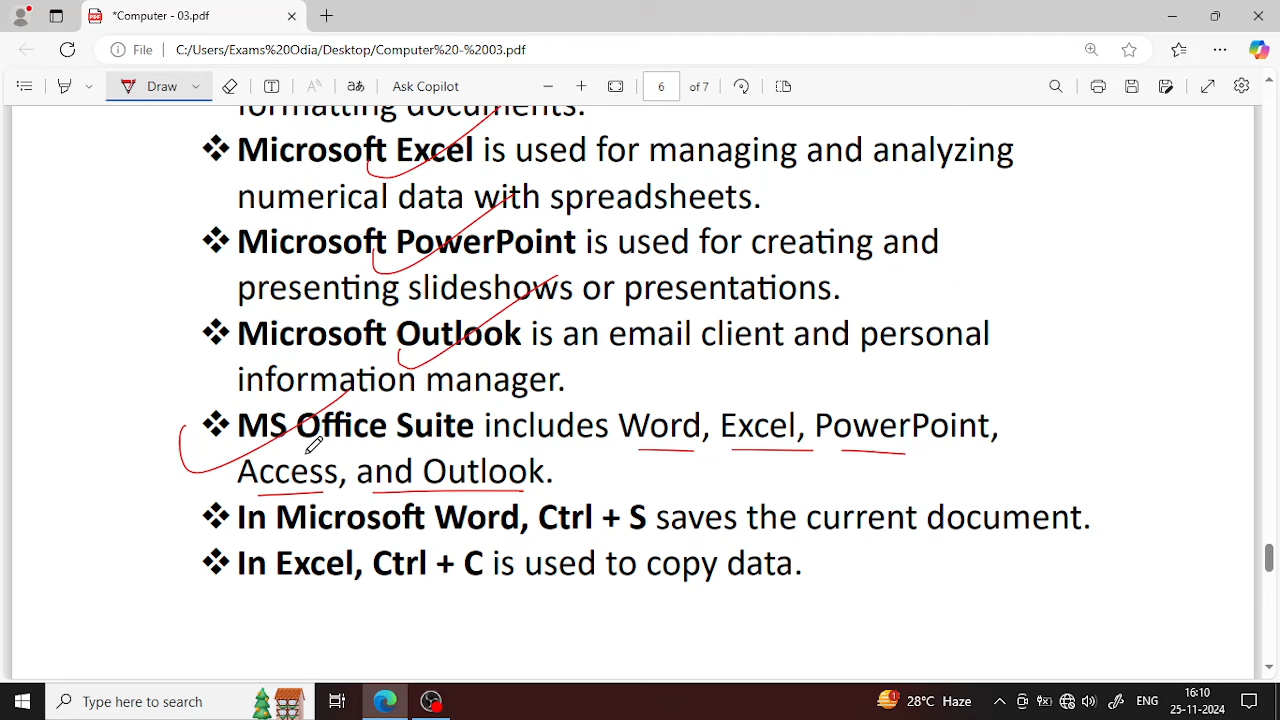 *Computer - 03.pdf
File C:/Users/Exams%20Odia/Desktop/Computer%20-%2003.pdf
Draw Ask Copilot 6 of 7
formatting documents.
❖ Microsoft Excel is used for managing and analyzing
numerical data with spreadsheets.
❖ Microsoft PowerPoint is used for creating and
presenting slideshows or presentations.
❖ Microsoft Outlook is an email client and personal
information manager.
❖ MS Office Suite includes Word, Excel, PowerPoint,
Access, and Outlook.
❖ In Microsoft Word, Ctrl + S saves the current document.
❖ In Excel, Ctrl + C is used to copy data.
Type here to search 28°C Haze ENG 16:10
25-11-2024